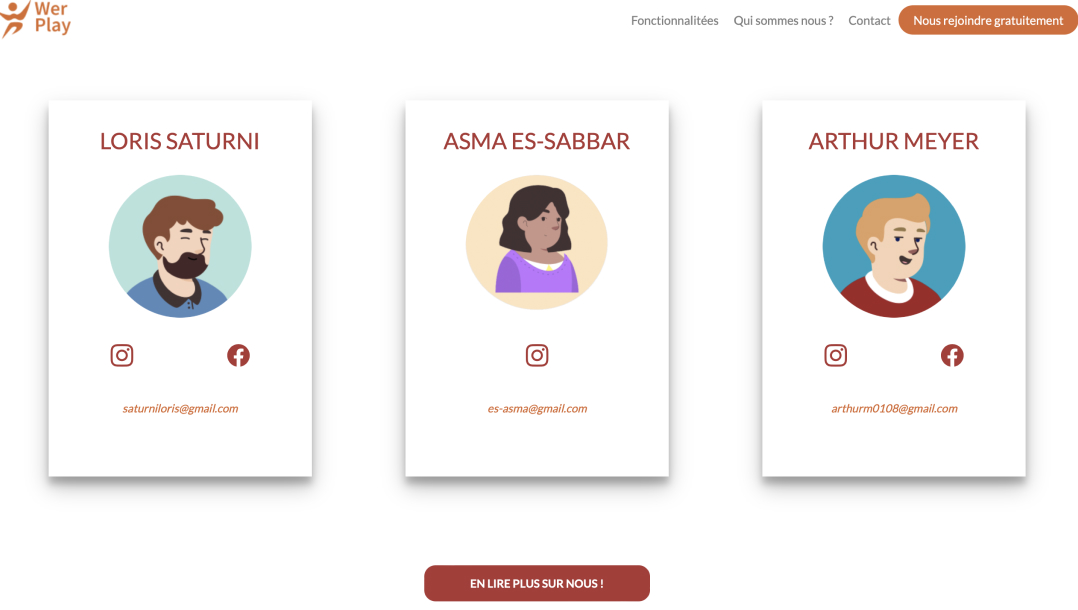 Wer
Play
Fonctionnalitées
Qui sommes nous ?
Contact
Nous rejoindre gratuitement
LORIS SATURNI
ASMA ES-SABBAR
ARTHUR MEYER
saturniloris@gmail.com
es-asma@gmail.com
arthurm0108@gmail.com
EN LIRE PLUS SUR NOUS !